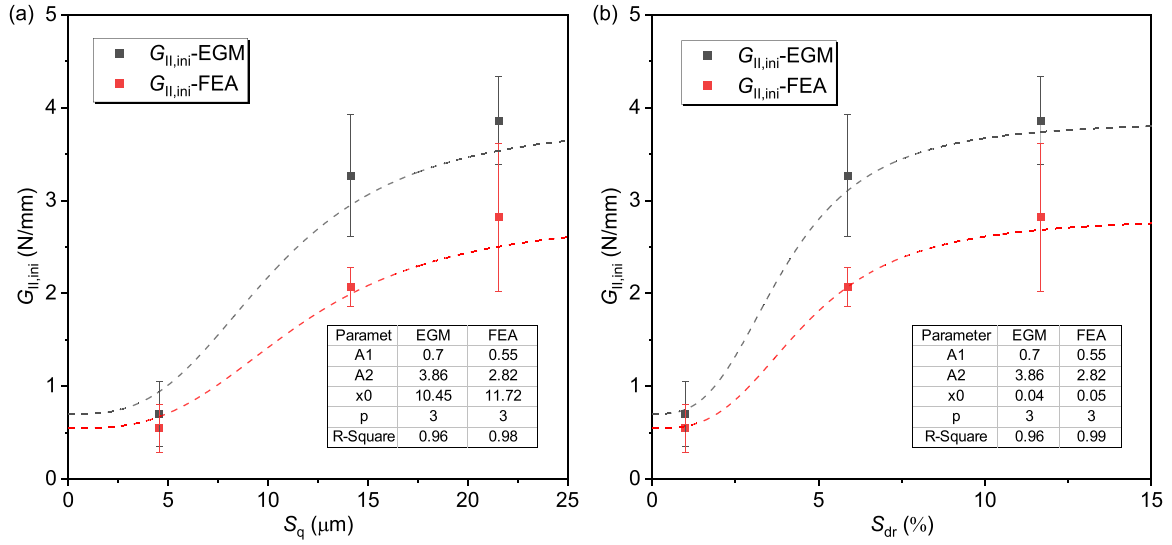 (a)
5
4
3
2
1
0
G_II,ini (N/mm)
G_II,ini-EGM
G_II,ini-FEA
Paramet EGM FEA
A1 0.7 0.55
A2 3.86 2.82
x0 10.45 11.72
p 3 3
R-Square 0.96 0.98
0 5 10 15 20 25
S_q (μm)
(b)
5
4
3
2
1
0
G_II,ini (N/mm)
G_II,ini-EGM
G_II,ini-FEA
Parameter EGM FEA
A1 0.7 0.55
A2 3.86 2.82
x0 0.04 0.05
p 3 3
R-Square 0.96 0.99
0 5 10 15
S_dr (%)